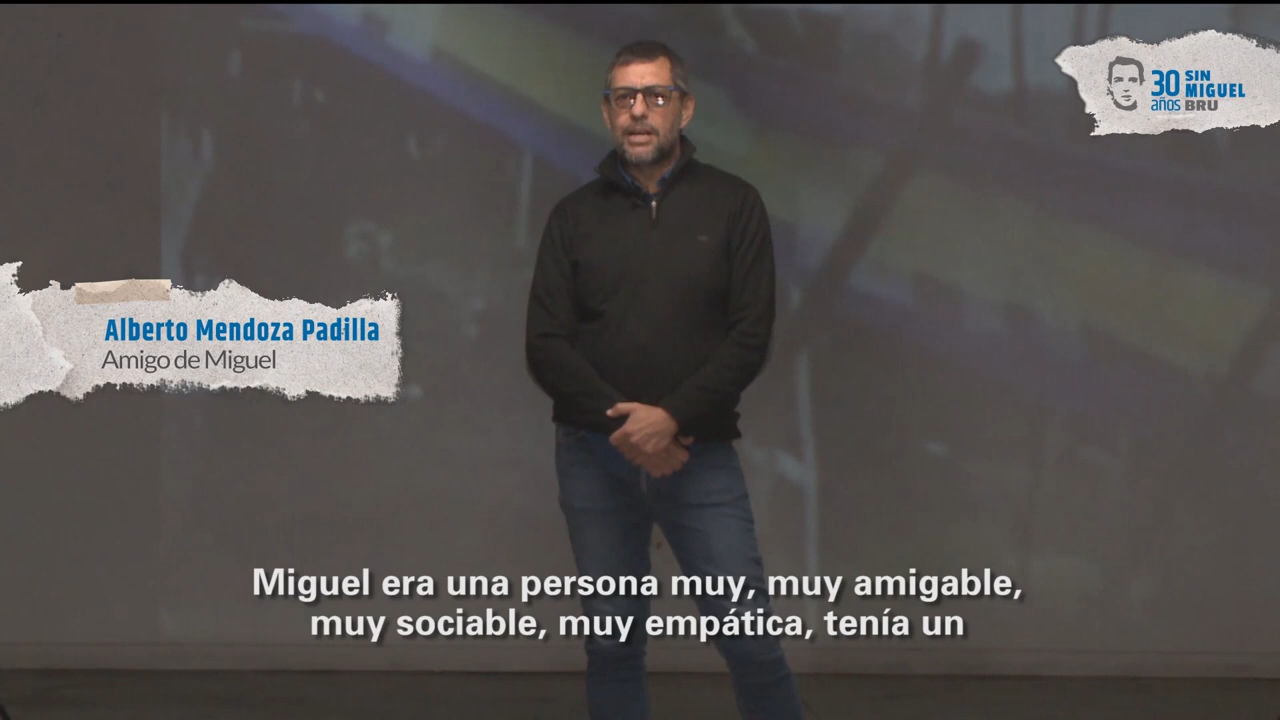 30
años
SIN
MIGUEL
BRU
Alberto Mendoza Padilla
Amigo de Miguel
Miguel era una persona muy, muy amigable,
muy sociable, muy empática, tenía un